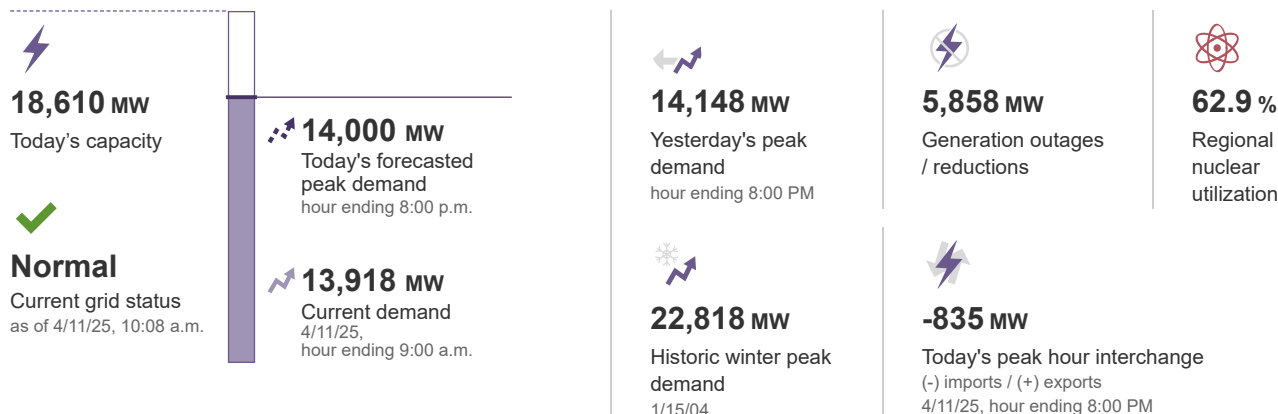 18,610 MW
Today's capacity
Normal
Current grid status
as of 4/11/25, 10:08 a.m.
14,000 MW
Today's forecasted
peak demand
hour ending 8:00 p.m.
13,918 MW
Current demand
4/11/25,
hour ending 9:00 a.m.
14,148 MW
Yesterday's peak
demand
hour ending 8:00 PM
5,858 MW
Generation outages
/ reductions
62.9 %
Regional
nuclear
utilization
22,818 MW
Historic winter peak
demand
1/15/04
-835 MW
Today's peak hour interchange
(-) imports / (+) exports
4/11/25, hour ending 8:00 PM